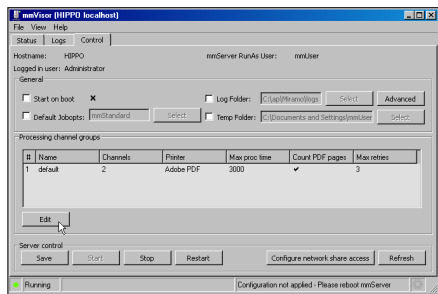 mmVisor (HIPPO localhost)
File View Help
Status Logs Control
Hostname: HIPPO mmServer RunAs User: mmUser
Logged in user: Administrator
General
Start on boot Log Folder: C:\ap\Miramo\logs Select Advanced
Default Jobopts: mmStandard Select Temp Folder: C:\Documents and Settings\mmUser Select
Processing channel groups
# Name Channels Printer Max proc time Count PDF pages Max retries
1 default 2 Adobe PDF 3000 ✔ 3
Edit
Server control
Save Start Stop Restart Configure network share access Refresh
Running Configuration not applied - Please reboot mmServer